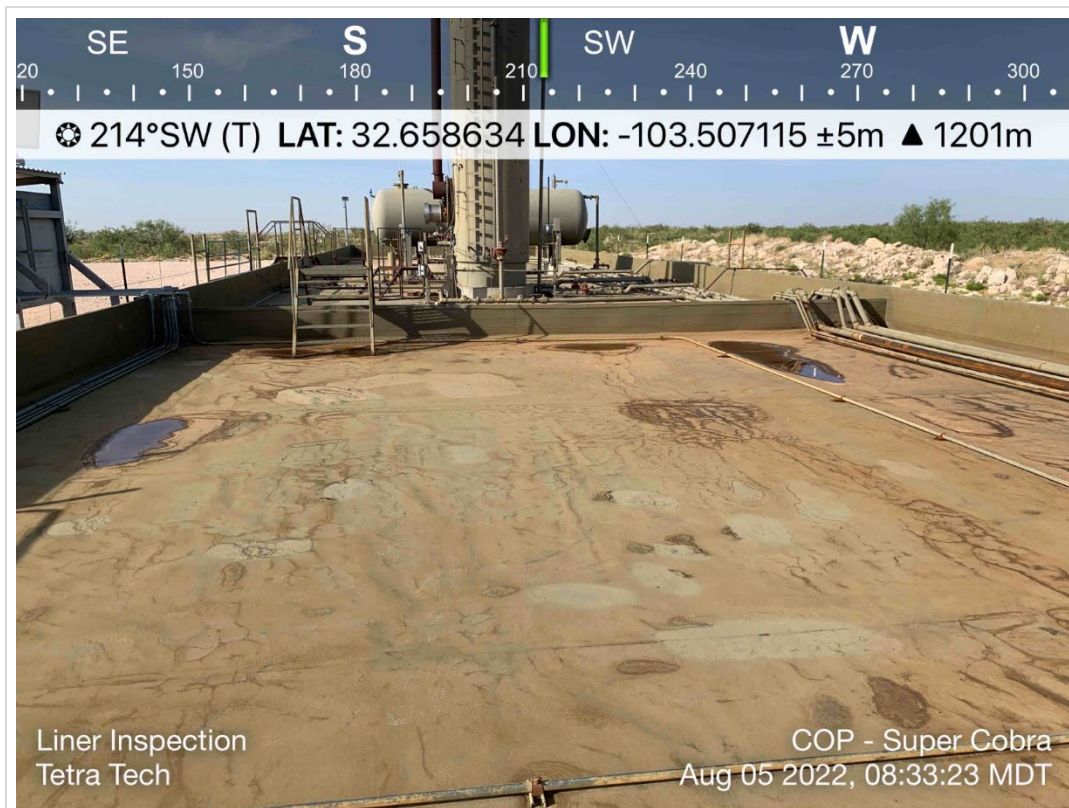 SE S SW W
20 150 180 210 240 270 300
214°SW (T) LAT: 32.658634 LON: -103.507115 ±5m ▲ 1201m
Liner Inspection
Tetra Tech
COP - Super Cobra
Aug 05 2022, 08:33:23 MDT